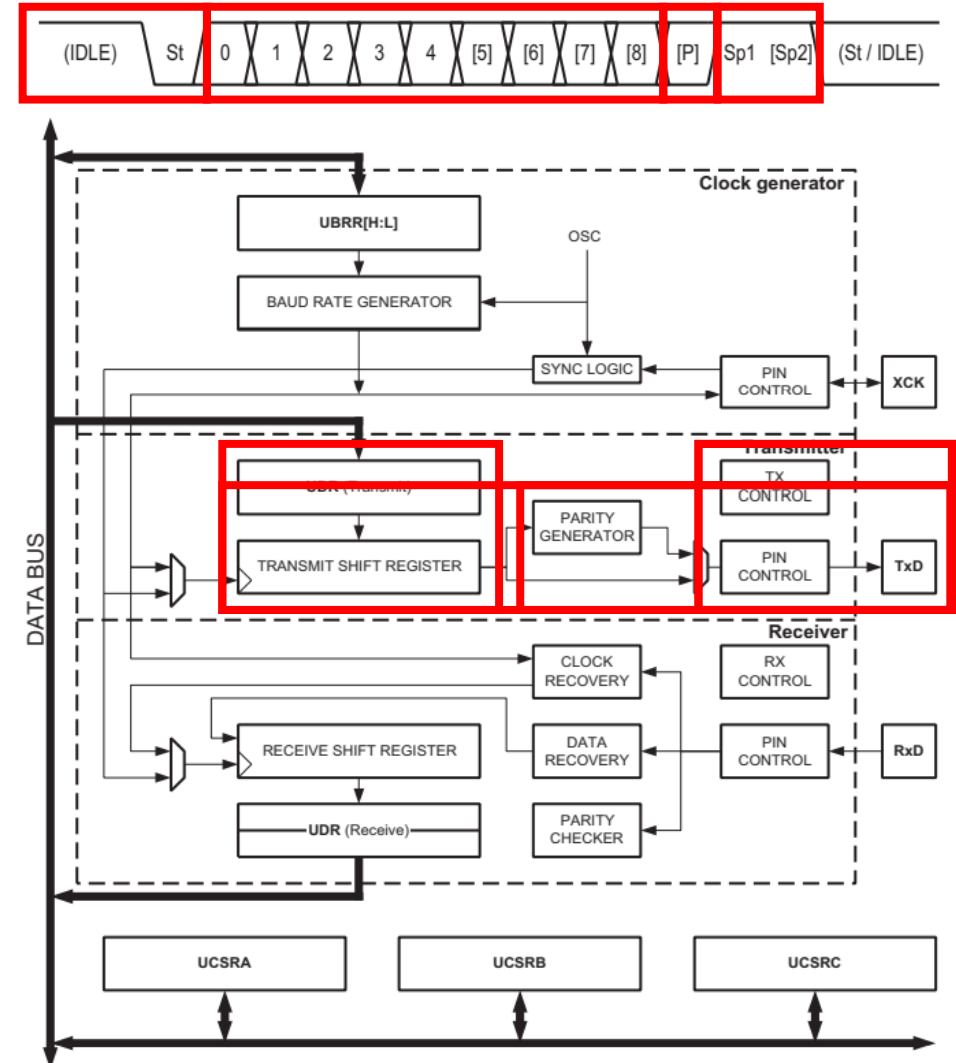 (IDLE) St 0 1 2 3 4 [5] [6] [7] [8] [P] Sp1 [Sp2] (St / IDLE)
Clock generator
UBRR[H:L]
OSC
BAUD RATE GENERATOR
SYNC LOGIC
PIN
CONTROL
XCK
Transmitter
UDR (Transmit)
TX
CONTROL
PARITY
GENERATOR
TRANSMIT SHIFT REGISTER
PIN
CONTROL
TxD
DATA BUS
Receiver
CLOCK
RECOVERY
RX
CONTROL
RECEIVE SHIFT REGISTER
DATA
RECOVERY
PIN
CONTROL
RxD
UDR (Receive)
PARITY
CHECKER
UCSRA
UCSRB
UCSRC